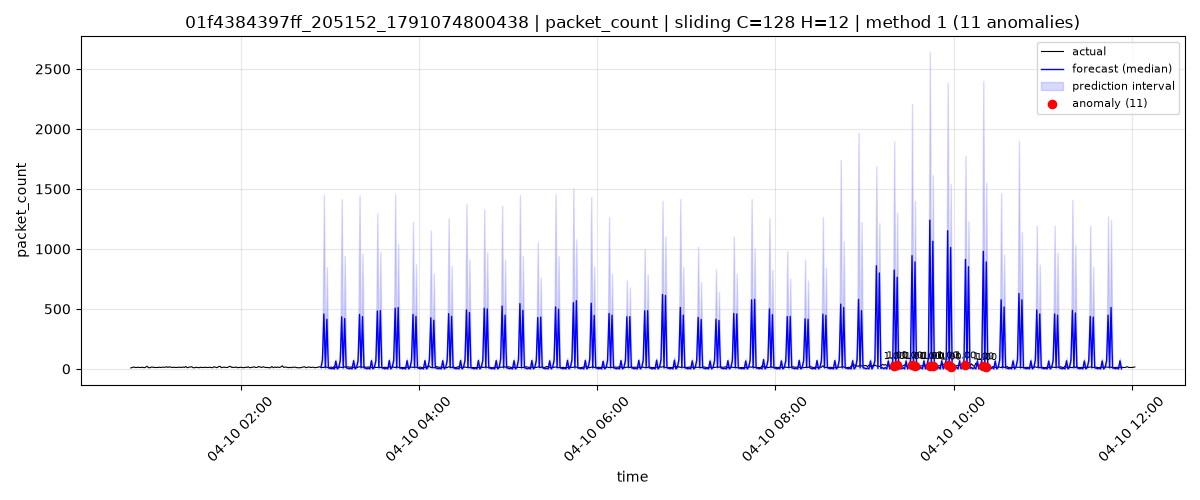 01f4384397ff_205152_1791074800438 | packet_count | sliding C=128 H=12 | method 1 (11 anomalies)
actual
forecast (median)
prediction interval
anomaly (11)
packet_count
2500
2000
1500
1000
500
0
04-10 02:00
04-10 04:00
04-10 06:00
04-10 08:00
04-10 10:00
04-10 12:00
time